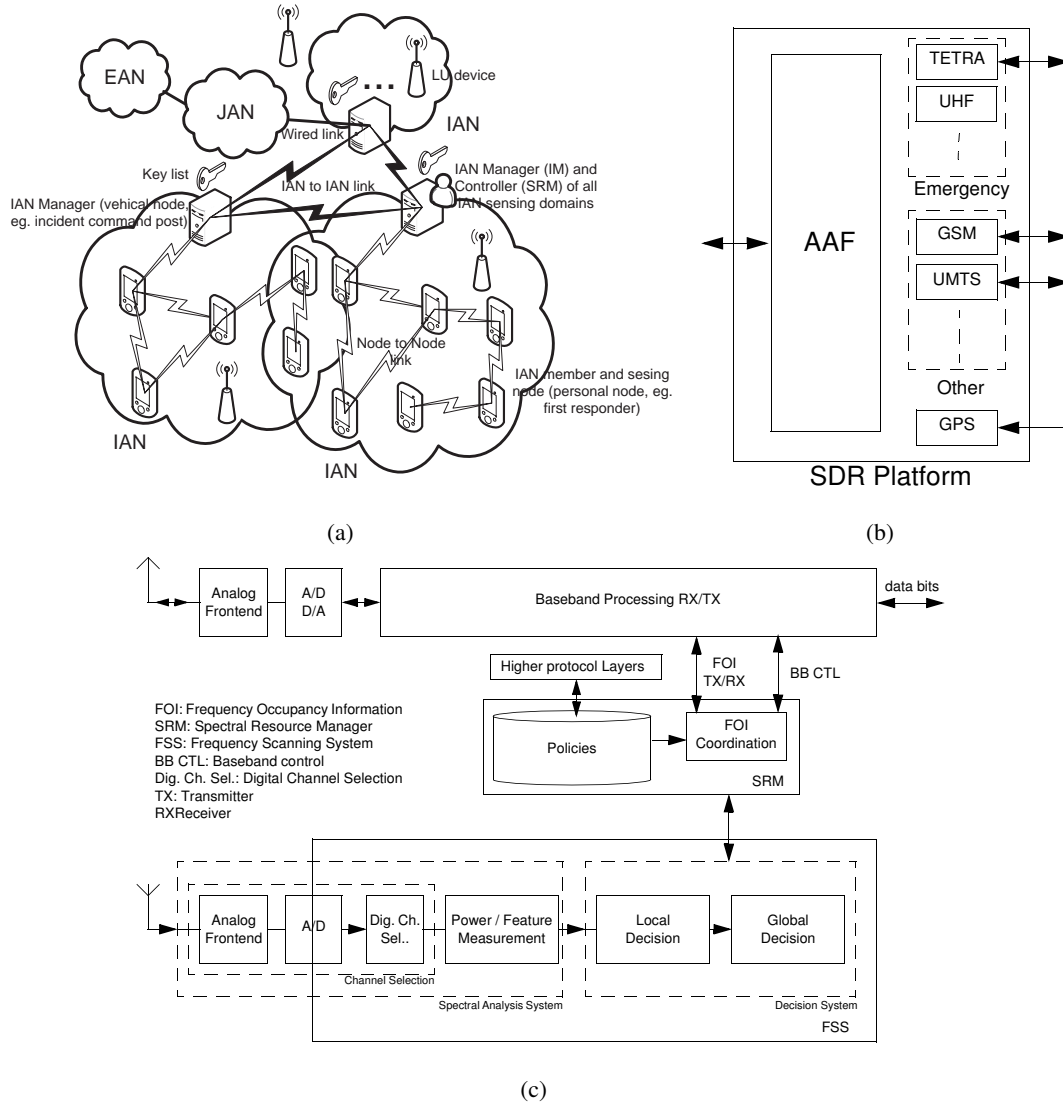 EAN
JAN
LU device
IAN
Wired link
Key list
IAN to IAN link
IAN Manager (IM) and
Controller (SRM) of all
IAN sensing domains
IAN Manager (vehical node,
eg. incident command post)
Node to Node
link
IAN member and sesing
node (personal node, eg.
first responder)
IAN
IAN
(a)
TETRA
UHF
Emergency
AAF
GSM
UMTS
Other
GPS
SDR Platform
(b)
Analog
Frontend
A/D
D/A
Baseband Processing RX/TX
data bits
Higher protocol Layers
FOI
TX/RX
BB CTL
FOI: Frequency Occupancy Information
SRM: Spectral Resource Manager
FSS: Frequency Scanning System
BB CTL: Baseband control
Dig. Ch. Sel.: Digital Channel Selection
TX: Transmitter
RXReceiver
Policies
FOI
Coordination
SRM
Analog
Frontend
A/D
Dig. Ch.
Sel..
Power / Feature
Measurement
Local
Decision
Global
Decision
Channel Selection
Spectral Analysis System
Decision System
FSS
(c)